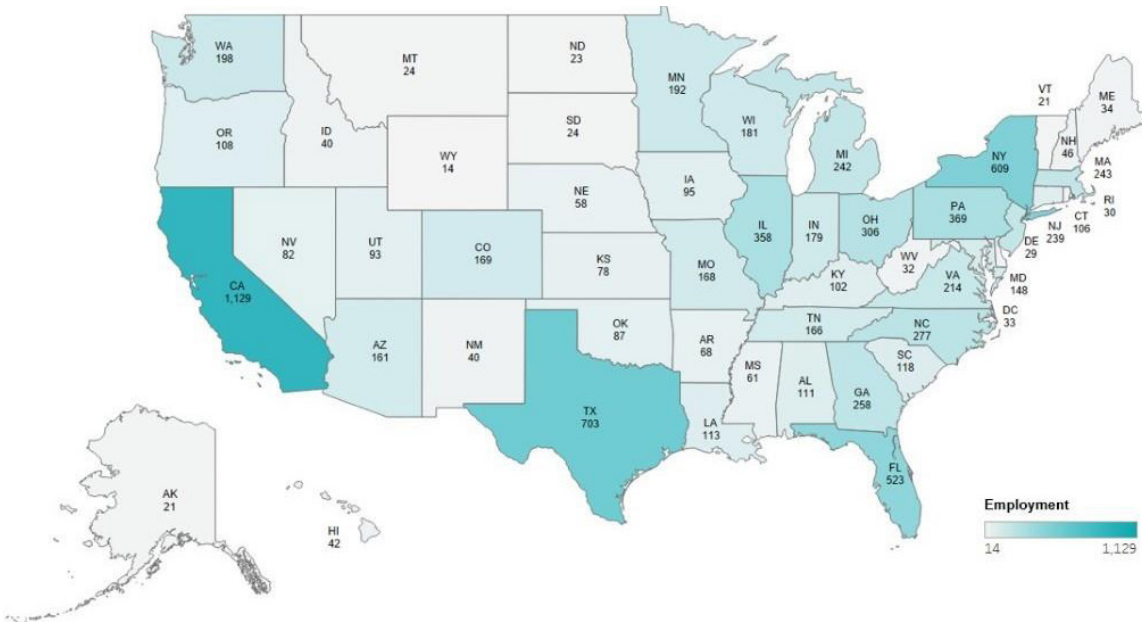 WA
198
MT
24
ND
23
MN
192
VT
21
ME
34
OR
108
ID
40
SD
24
WI
181
MI
242
NY
609
NH
46
MA
243
WY
14
IA
95
NE
58
PA
369
RI
30
CT
106
NJ
239
NV
82
UT
93
CO
169
KS
78
MO
168
IL
358
IN
179
OH
306
WV
32
VA
214
DE
29
MD
148
DC
33
CA
1,129
AZ
161
NM
40
OK
87
AR
68
KY
102
TN
166
NC
277
SC
118
TX
703
LA
113
MS
61
AL
111
GA
258
FL
523
AK
21
HI
42
Employment
14
1,129